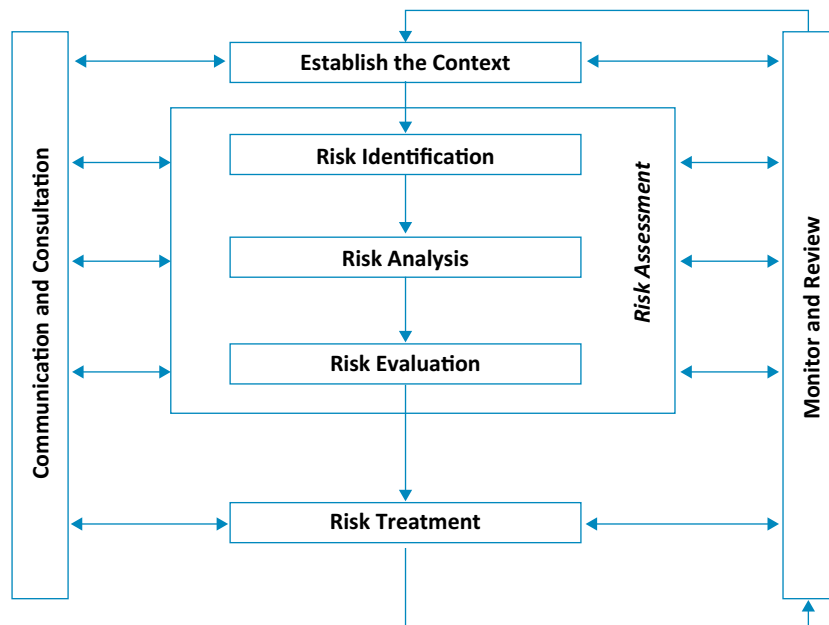 Establish the Context
Risk Identification
Risk Analysis
Risk Evaluation
Risk Assessment
Risk Treatment
Communication and Consultation
Monitor and Review